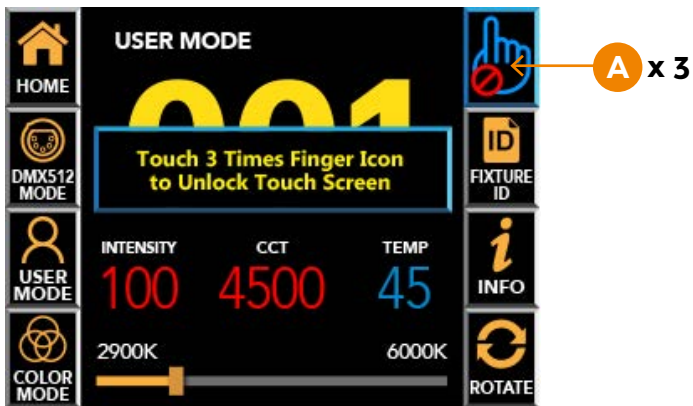 HOME
DMX512
MODE
USER
MODE
COLOR
MODE
USER MODE
001
Touch 3 Times Finger Icon
to Unlock Touch Screen
INTENSITY CCT TEMP
100 4500 45
2900K 6000K
ID
FIXTURE
ID
i
INFO
ROTATE
A x 3